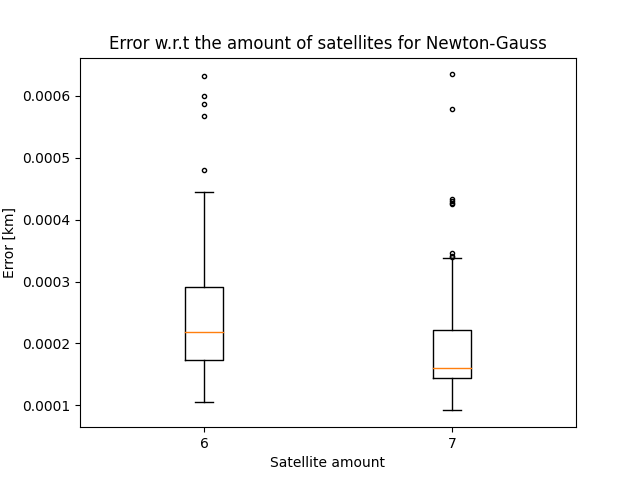 Error w.r.t the amount of satellites for Newton-Gauss
0.0006
0.0005
0.0004
0.0003
0.0002
0.0001
Error [km]
6
7
Satellite amount